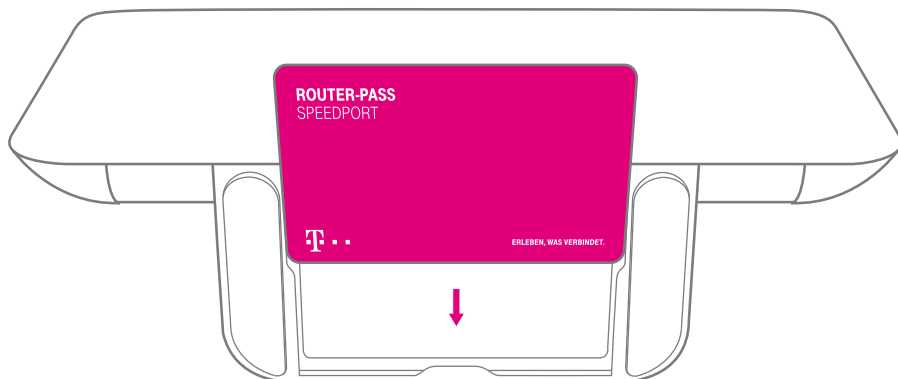 ROUTER-PASS
SPEEDPORT
T
ERLEBEN, WAS VERBINDET.